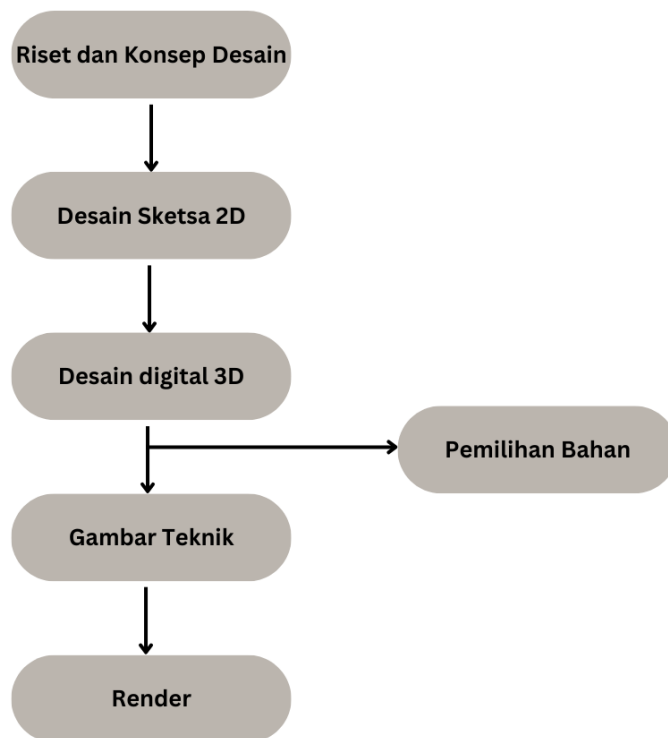 Riset dan Konsep Desain
Desain Sketsa 2D
Desain digital 3D
Pemilihan Bahan
Gambar Teknik
Render